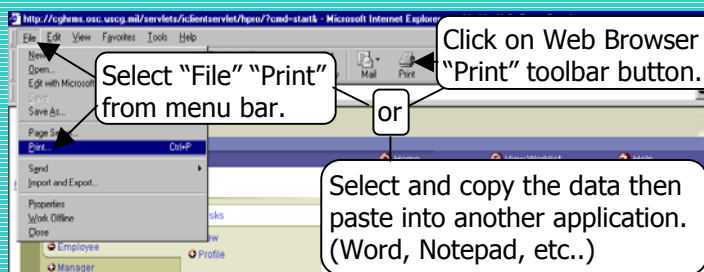 http://cghrms.osc.uscg.mil/servlets/iclientservlet/hpro/?cmd=start& - Microsoft Internet Explorer
File Edit View Favorites Tools Help
Click on Web Browser
"Print" toolbar button.
Mail Print
New
Open...
Edit with Microsoft
Save
Save As...
Select “File” “Print”
from menu bar.
or
Page
Print... Ctrl+P
Send
Import and Export...
Properties
Work Offline
Close
Home View Worklist Help
Select and copy the data then
paste into another application.
(Word, Notepad, etc..)
Employee
Profile
Manager